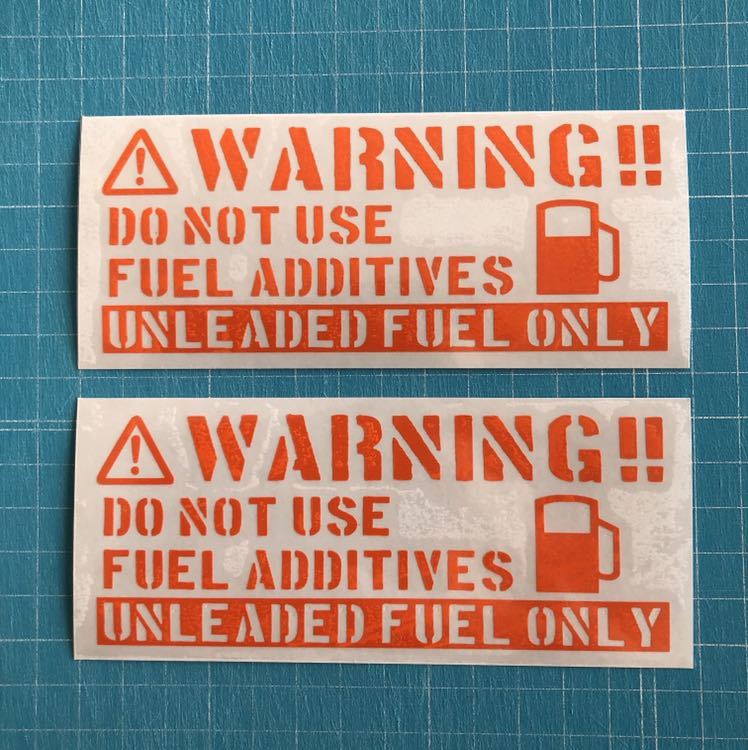 WARNING!!
DO NOT USE
FUEL ADDITIVES
UNLEADED FUEL ONLY
WARNING!!
DO NOT USE
FUEL ADDITIVES
UNLEADED FUEL ONLY